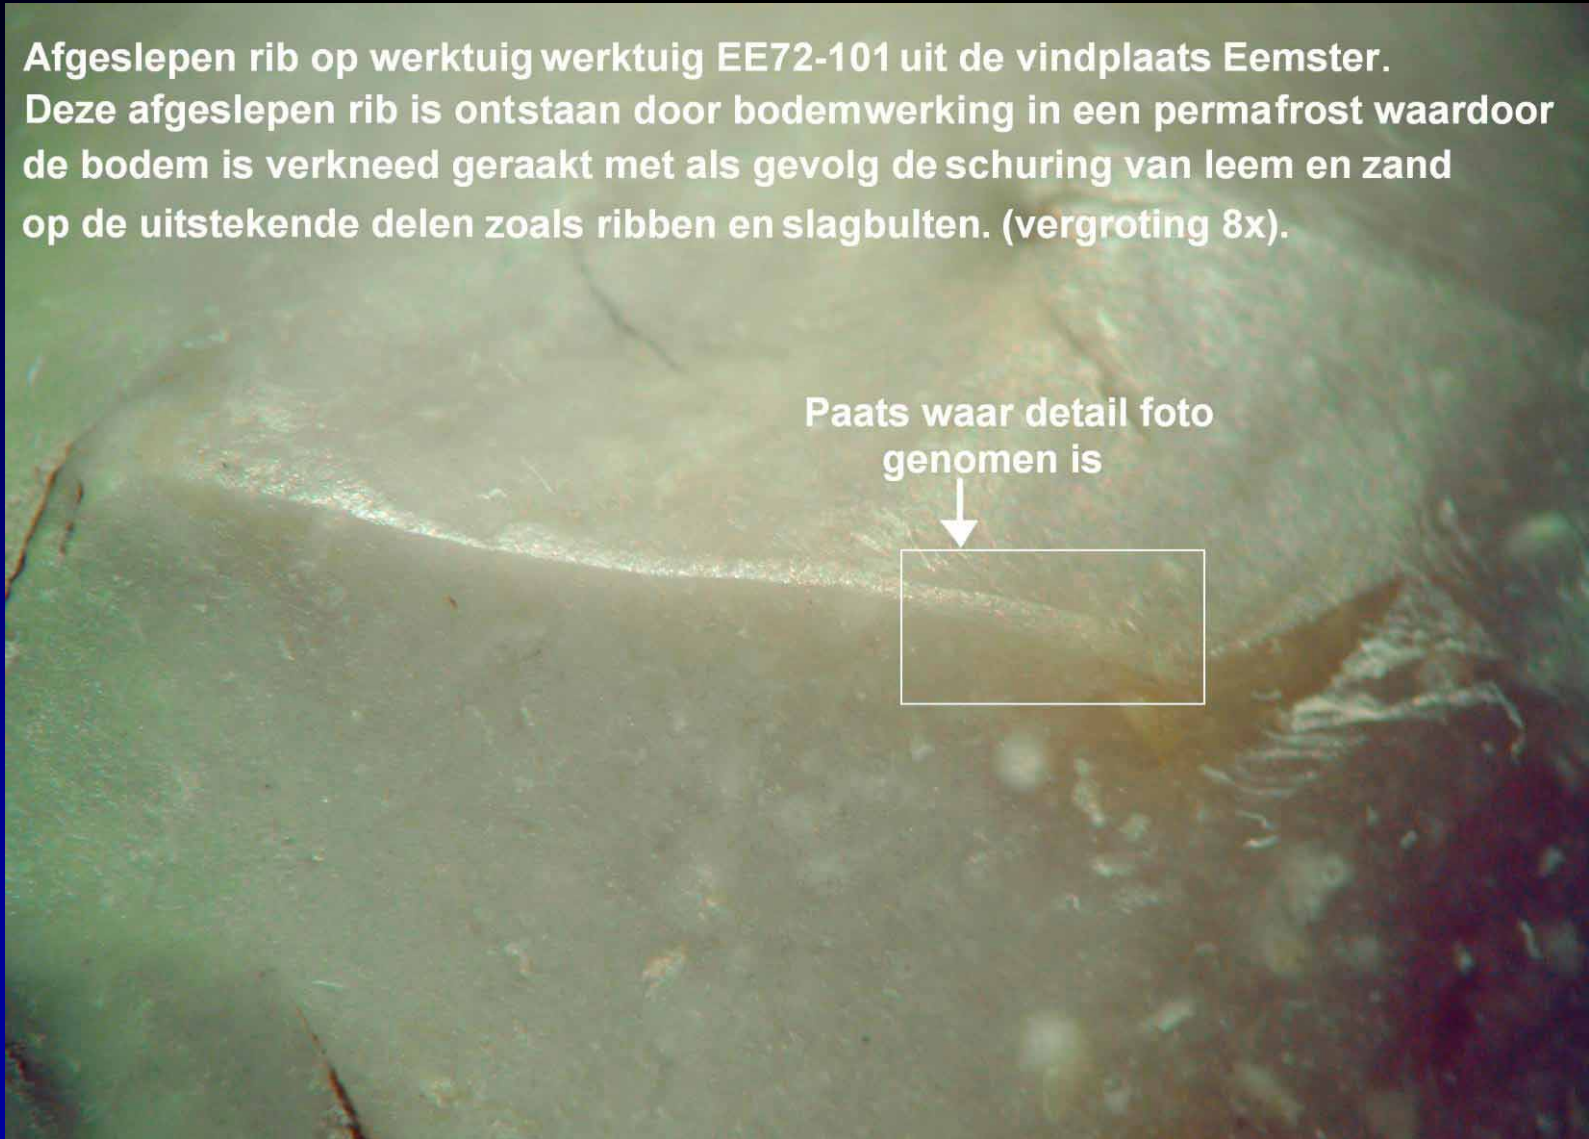 Afgeslepen rib op werktuig werktuig EE72-101 uit de vindplaats Eemster.
Deze afgeslepen rib is ontstaan door bodemwerking in een permafrost waardoor
de bodem is verkneed geraakt met als gevolg de schuring van leem en zand
op de uitstekende delen zoals ribben en slagbulten. (vergroting 8x).
Paats waar detail foto
genomen is